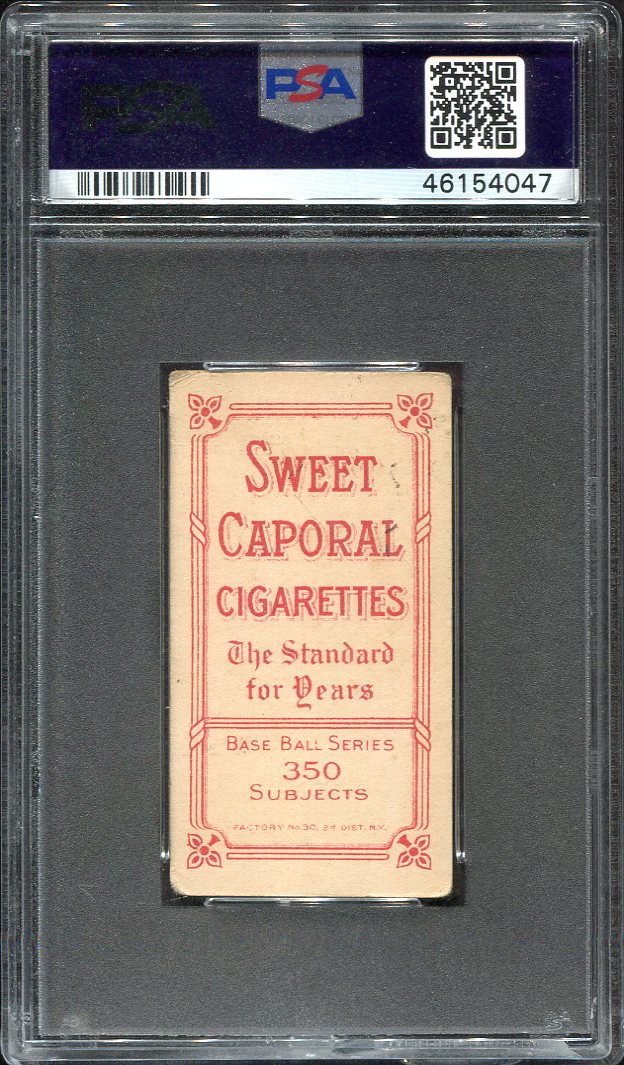 PSA
PSA
46154047
SWEET
CAPORAL
CIGARETTES
The Standard
for Years
BASE BALL SERIES
350
SUBJECTS
FACTORY No. 30, 2d DIST. N.Y.